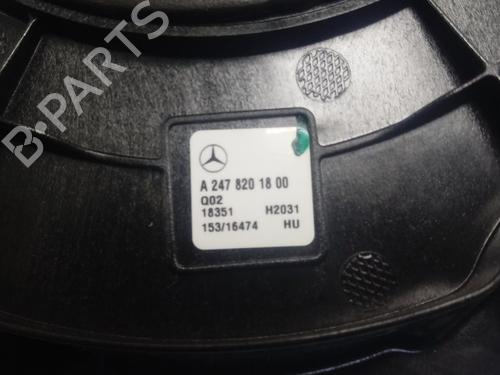 B-PARTS
A 247 820 18 00
Q02
18351 H2031
153/16474 HU